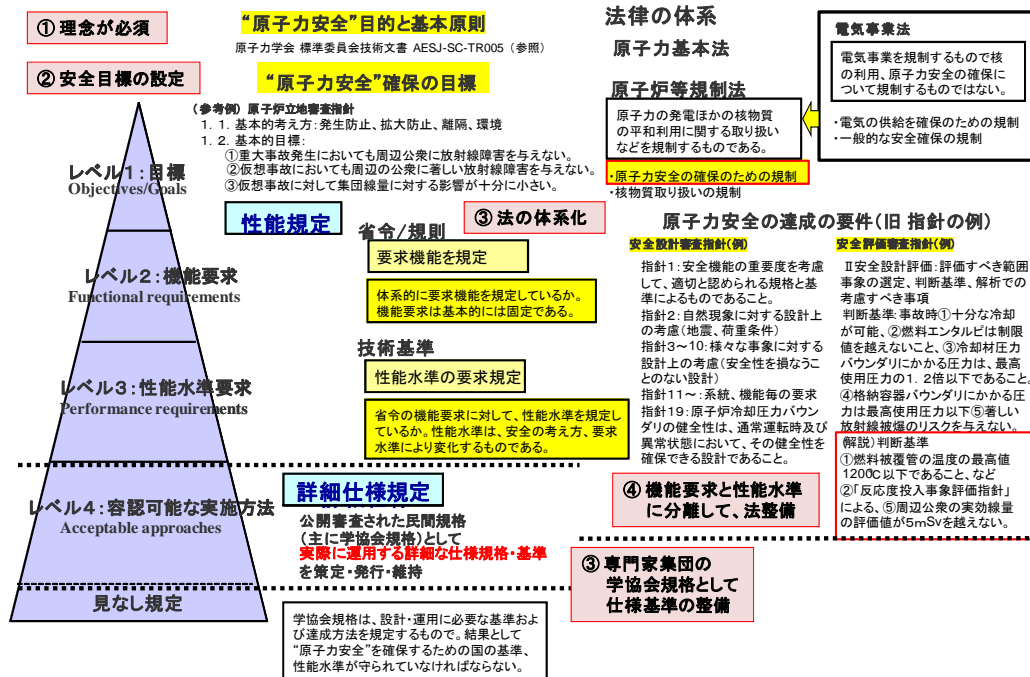 ① 理念が必須
“原子力安全”目的と基本原則
原子力学会 標準委員会技術文書 AESJ-SC-TR005 (参照)
② 安全目標の設定
“原子力安全”確保の目標
(参考例) 原子炉立地審査指針
1. 1. 基本的考え方:発生防止、拡大防止、離隔、環境
1. 2. 基本的目標:
①重大事故発生においても周辺公衆に放射線障害を与えない。
②仮想事故においても周辺の公衆に著しい放射線障害を与えない。
③仮想事故に対して集団線量に対する影響が十分に小さい。
法律の体系
原子力基本法
原子炉等規制法
原子力の発電ほかの核物質
の平和利用に関する取り扱い
などを規制するものである。
・原子力安全の確保のための規制
・核物質取り扱いの規制
電気事業法
電気事業を規制するもので核
の利用、原子力安全の確保に
ついて規制するものではない。
・電気の供給を確保のための規制
・一般的な安全確保の規制
レベル1:目標
Objectives/Goals
レベル2:機能要求
Functional requirements
レベル3:性能水準要求
Performance requirements
レベル4:容認可能な実施方法
Acceptable approaches
見なし規定
性能規定
③ 法の体系化
省令/規則
要求機能を規定
体系的に要求機能を規定しているか。
機能要求は基本的には固定である。
技術基準
性能水準の要求規定
省令の機能要求に対して、性能水準を規定し
ているか。性能水準は、安全の考え方、要求
水準により変化するものである。
詳細仕様規定
公開審査された民間規格
(主に学協会規格)として
実際に運用する詳細な仕様規格・基準
を策定・発行・維持
学協会規格は、設計・運用に必要な基準およ
び達成方法を規定するもので。結果として
“原子力安全”を確保するための国の基準、
性能水準が守られていなければならない。
原子力安全の達成の要件(旧 指針の例)
安全設計審査指針(例)
指針1:安全機能の重要度を考慮
して、適切と認められる規格と基
準によるものであること。
指針2:自然現象に対する設計上
の考慮(地震、荷重条件)
指針3~10:様々な事象に対する
設計上の考慮(安全性を損なうこ
とのない設計)
指針11~:系統、機能毎の要求
指針19:原子炉冷却圧力バウン
ダリの健全性は、通常運転時及び
異常状態において、その健全性を
確保できる設計であること。
安全評価審査指針(例)
Ⅱ安全設計評価:評価すべき範囲
事象の選定、判断基準、解析での
考慮すべき事項
判断基準:事故時①十分な冷却
が可能、②燃料エンタルピは制限
値を越えないこと、③冷却材圧力
バウンダリにかかる圧力は、最高
使用圧力の1. 2倍以下であること。
④格納容器バウンダリにかかる圧
力は最高使用圧力以下⑤著しい
放射線被爆のリスクを与えない。
(解説)判断基準
①燃料被覆管の温度の最高値
1200℃以下であること、など
②「反応度投入事象評価指針」
による、⑤周辺公衆の実効線量
の評価値が5mSvを越えない。
④ 機能要求と性能水準
に分離して、法整備
③ 専門家集団の
学協会規格として
仕様基準の整備